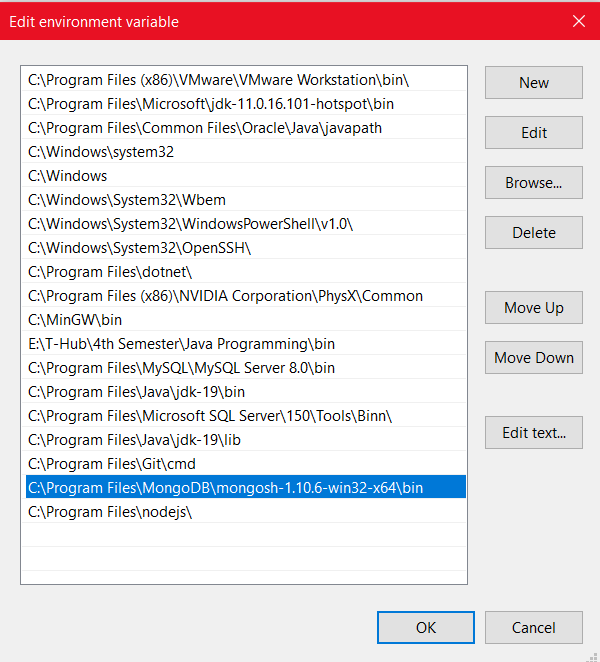 Edit environment variable
C:\Program Files (x86)\VMware\VMware Workstation\bin\
C:\Program Files\Microsoft\jdk-11.0.16.101-hotspot\bin
C:\Program Files\Common Files\Oracle\Java\javapath
C:\Windows\system32
C:\Windows
C:\Windows\System32\Wbem
C:\Windows\System32\WindowsPowerShell\v1.0\
C:\Windows\System32\OpenSSH\
C:\Program Files\dotnet\
C:\Program Files (x86)\NVIDIA Corporation\PhysX\Common
C:\MinGW\bin
E:\T-Hub\4th Semester\Java Programming\bin
C:\Program Files\MySQL\MySQL Server 8.0\bin
C:\Program Files\Java\jdk-19\bin
C:\Program Files\Microsoft SQL Server\150\Tools\Binn\
C:\Program Files\Java\jdk-19\lib
C:\Program Files\Git\cmd
C:\Program Files\MongoDB\mongosh-1.10.6-win32-x64\bin
C:\Program Files\nodejs\
New
Edit
Browse...
Delete
Move Up
Move Down
Edit text...
OK
Cancel